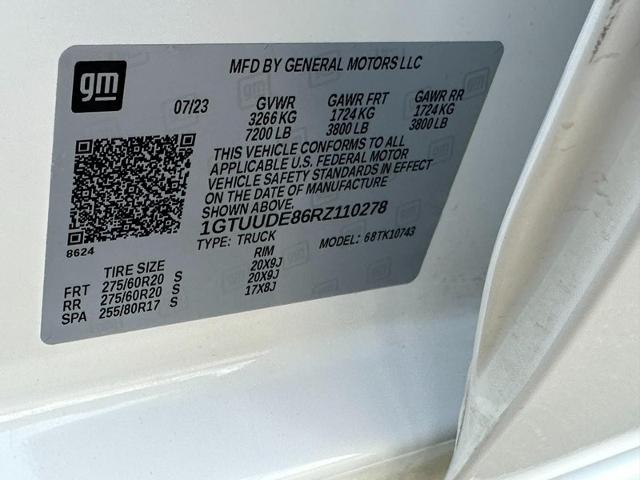 gm
MFD BY GENERAL MOTORS LLC
07/23 GVWR GAWR FRT GAWR RR
3266 KG 1724 KG 1724 KG
7200 LB 3800 LB 3800 LB
THIS VEHICLE CONFORMS TO ALL
APPLICABLE U.S. FEDERAL MOTOR
VEHICLE SAFETY STANDARDS IN EFFECT
ON THE DATE OF MANUFACTURE
SHOWN ABOVE.
1GTUUDE86RZ110278
TYPE: TRUCK MODEL: 68TK10743
8624
TIRE SIZE RIM
FRT 275/60R20 S 20X9J
RR 275/60R20 S 20X9J
SPA 255/80R17 S 17X8J